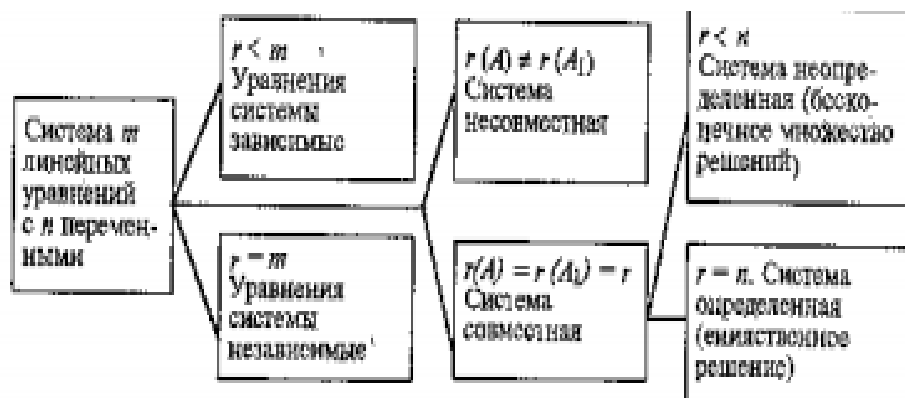 Система m
линейных
уравнений
с n перемен-
ными
r < m
Уравнения
системы
зависимые
r = m
Уравнения
системы
независимые
r (A) ≠ r (A₁)
Система
несовместная
r(A) = r (A₁) = r
Система
совместная
r < n
Система неопре-
деленная (беско-
нечное множество
решений)
r = n. Система
определенная
(единственное
решение)